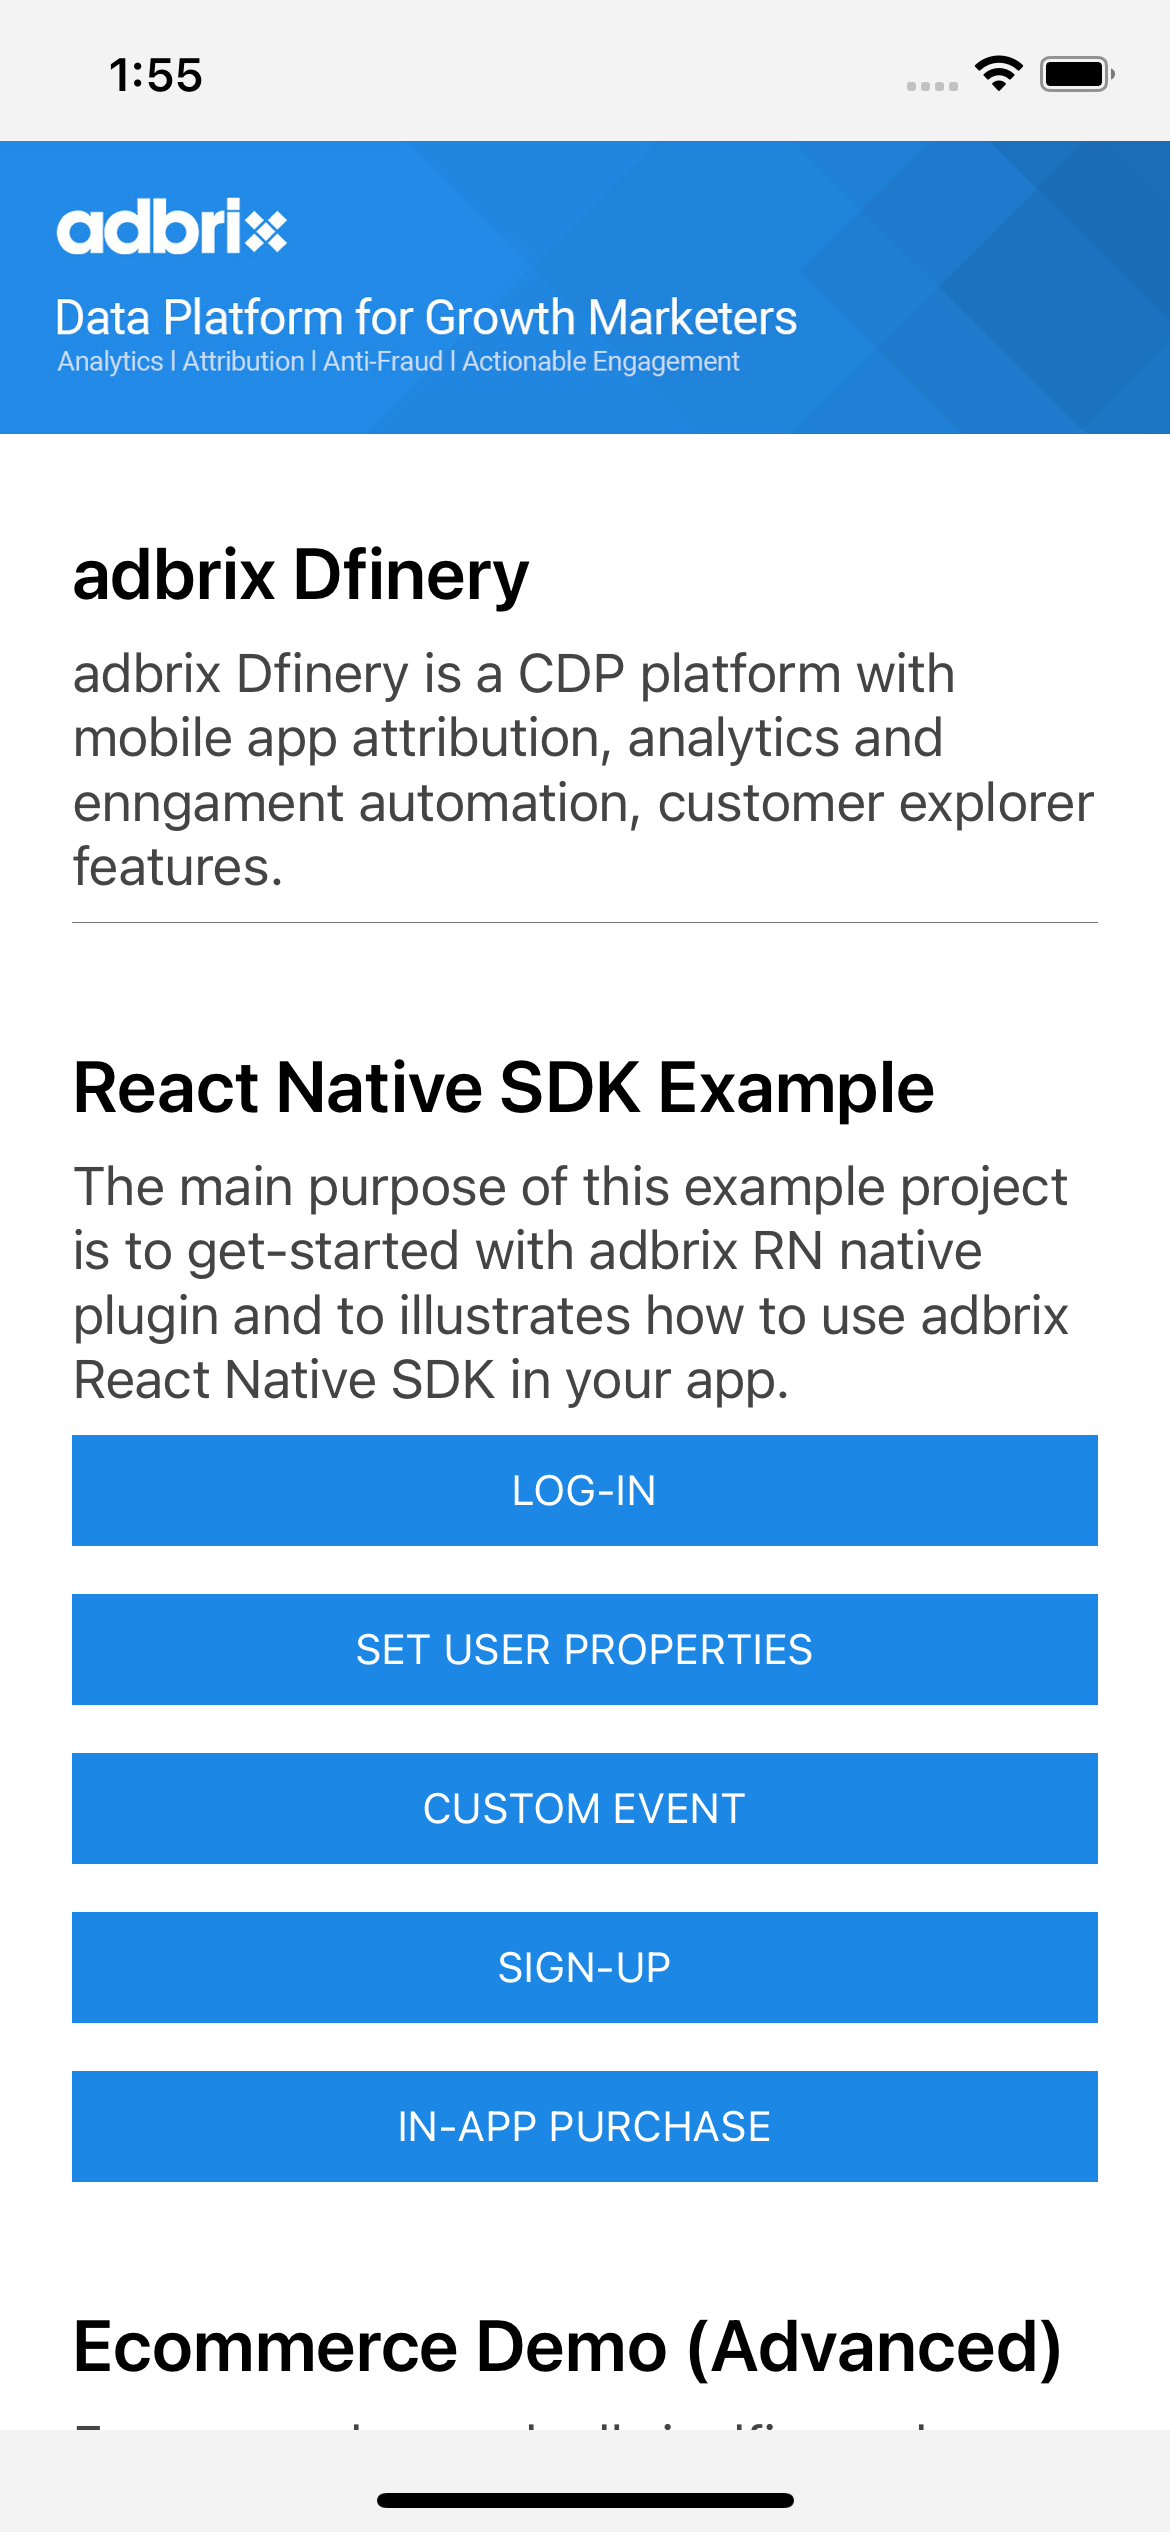 1:55
adbrix
Data Platform for Growth Marketers
Analytics l Attribution l Anti-Fraud l Actionable Engagement
adbrix Dfinery
adbrix Dfinery is a CDP platform with
mobile app attribution, analytics and
enngament automation, customer explorer
features.
React Native SDK Example
The main purpose of this example project
is to get-started with adbrix RN native
plugin and to illustrates how to use adbrix
React Native SDK in your app.
LOG-IN
SET USER PROPERTIES
CUSTOM EVENT
SIGN-UP
IN-APP PURCHASE
Ecommerce Demo (Advanced)